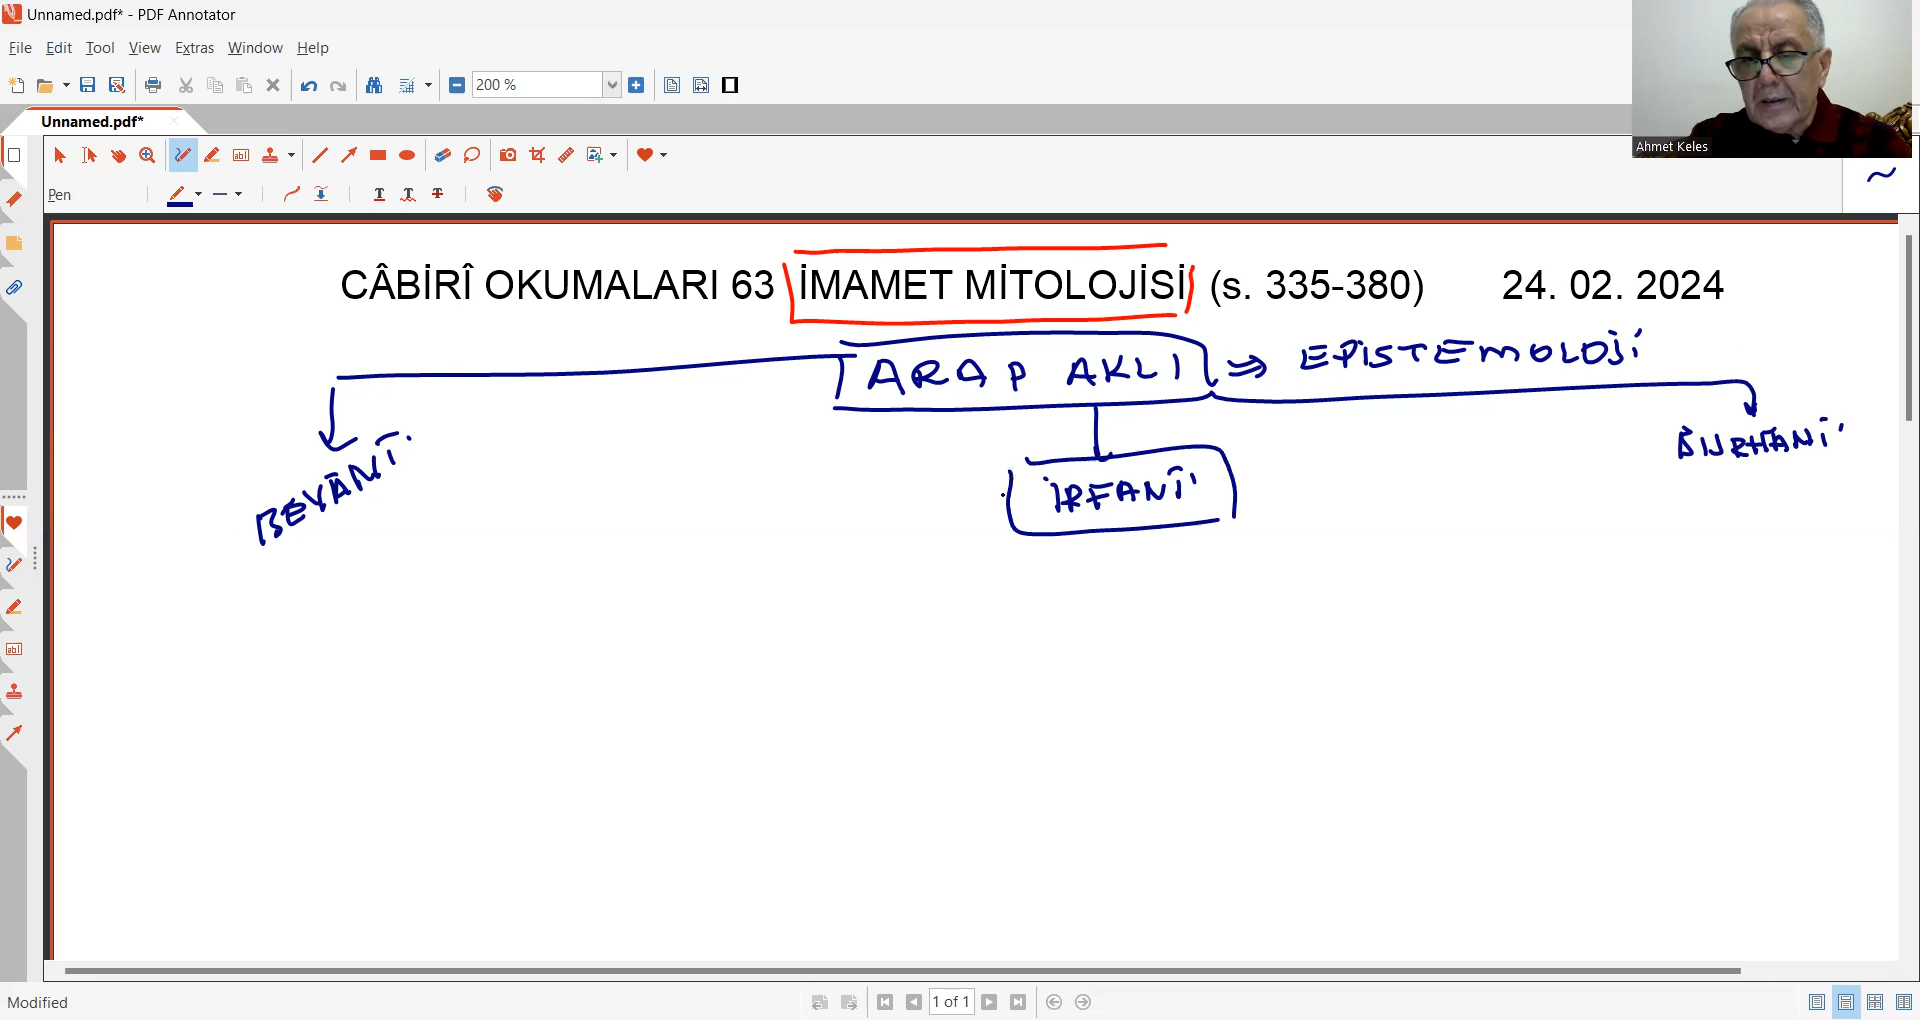 Unnamed.pdf* - PDF Annotator
File Edit Tool View Extras Window Help
200 %
Unnamed.pdf*
Ahmet Keles
Pen
CÂBİRÎ OKUMALARI 63 İMAMET MİTOLOJİSİ (s. 335-380) 24. 02. 2024
ARAP AKLI ⇒ EPİSTEMOLOJİ
BEYÂNÎ
İRFANÎ
BURHÂNÎ
Modified
1 of 1